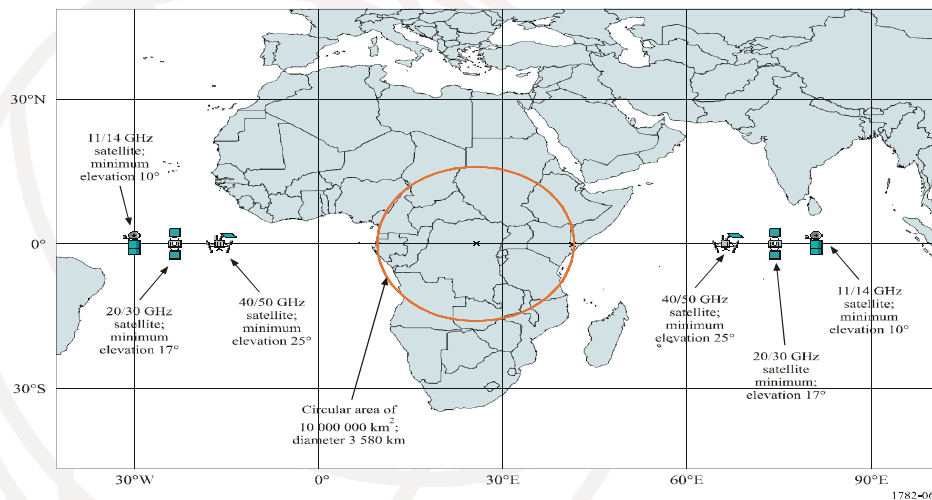 30°N
11/14 GHz
satellite;
minimum
elevation 10°
0°
20/30 GHz
satellite;
minimum
elevation 17°
40/50 GHz
satellite;
minimum
elevation 25°
40/50 GHz
satellite;
minimum
elevation 25°
11/14 GHz
satellite;
minimum
elevation 10°
20/30 GHz
satellite
minimum;
elevation 17°
30°S
Circular area of
10 000 000 km²;
diameter 3 580 km
30°W
0°
30°E
60°E
90°E